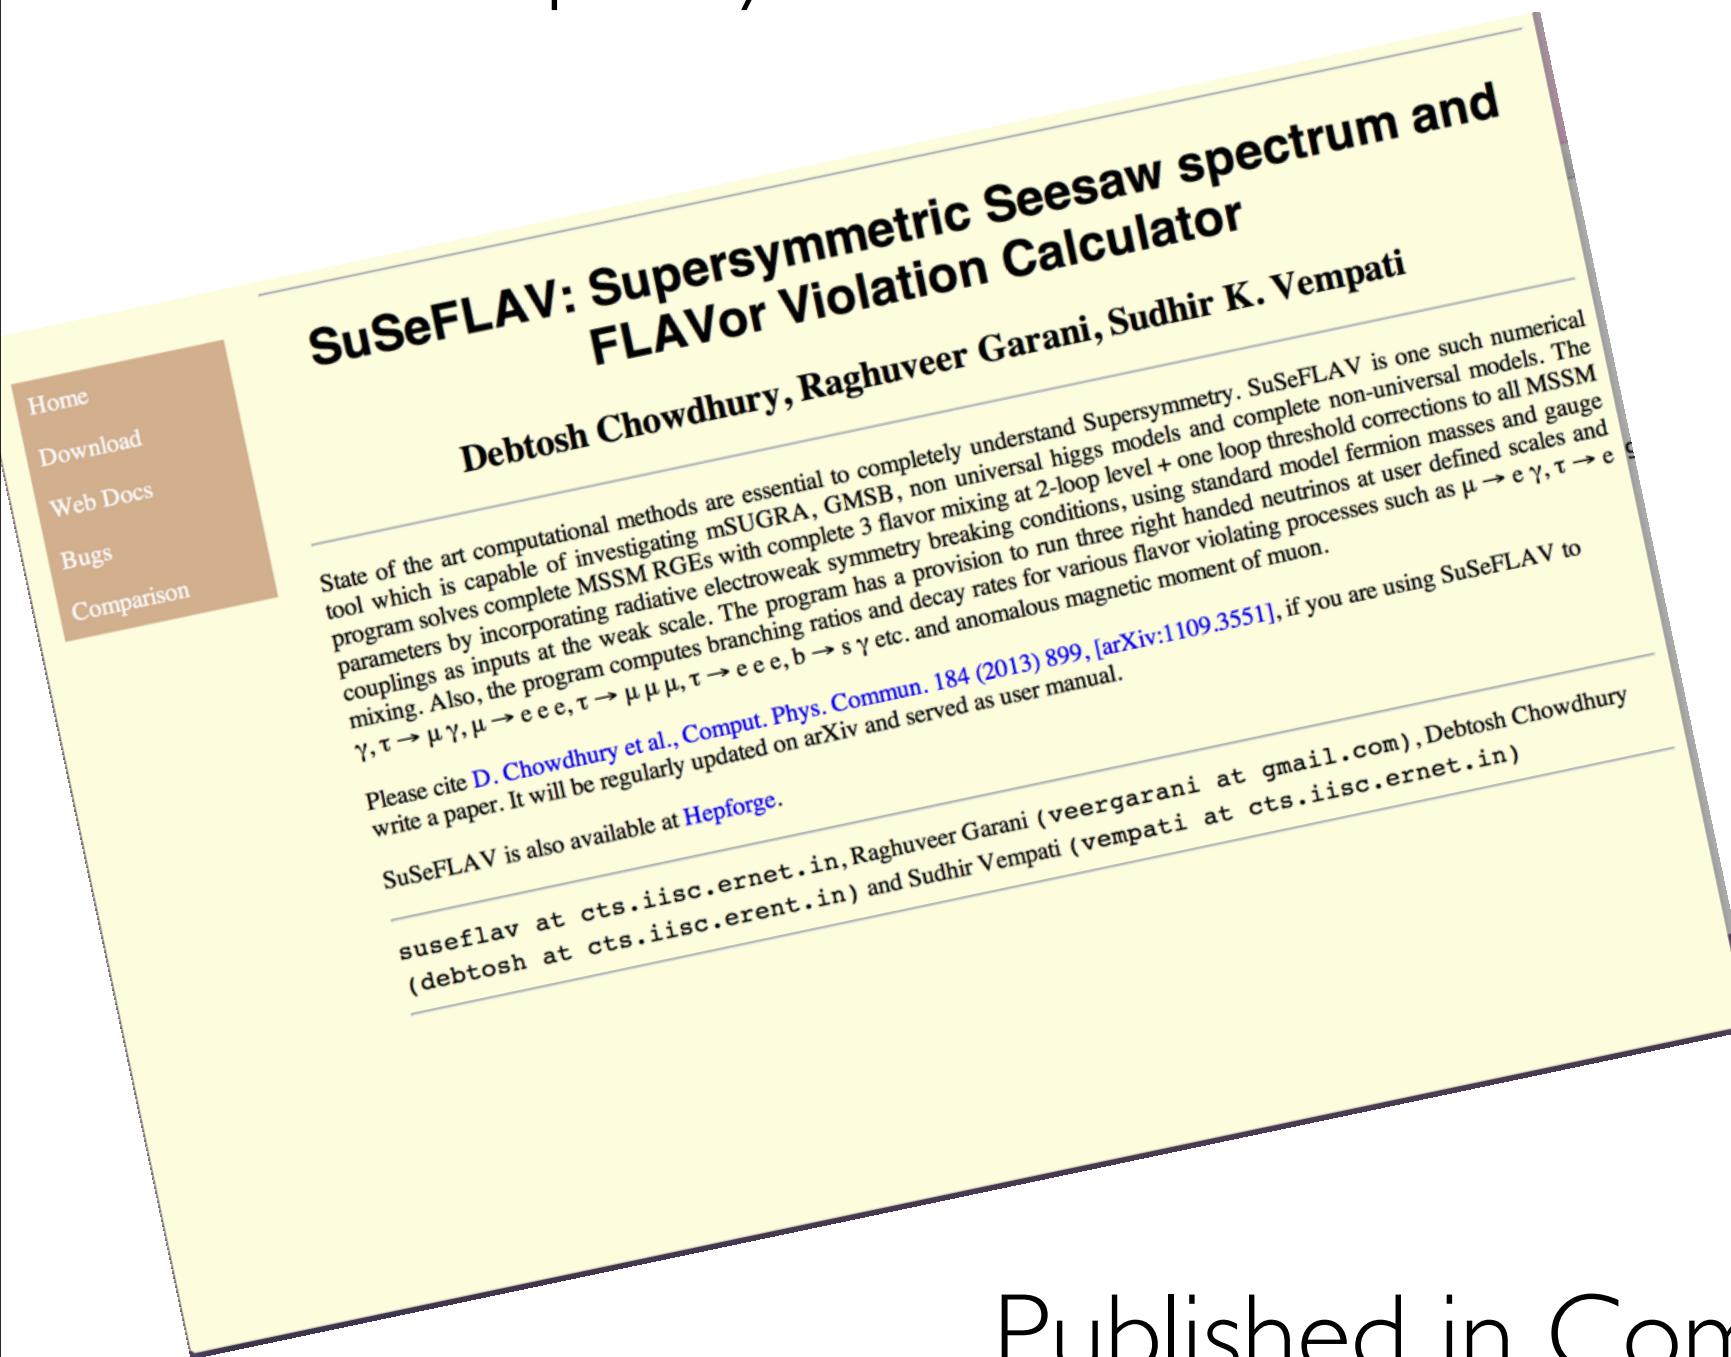 Home
Download
Web Docs
Bugs
Comparison
SuSeFLAV: Supersymmetric Seesaw spectrum and
FLAVor Violation Calculator
Debtosh Chowdhury, Raghuveer Garani, Sudhir K. Vempati
State of the art computational methods are essential to completely understand Supersymmetry. SuSeFLAV is one such numerical
tool which is capable of investigating mSUGRA, GMSB, non universal higgs models and complete non-universal models. The
program solves complete MSSM RGEs with complete 3 flavor mixing at 2-loop level + one loop threshold corrections to all MSSM
parameters by incorporating radiative electroweak symmetry breaking conditions, using standard model fermion masses and gauge
couplings as inputs at the weak scale. The program has a provision to run three right handed neutrinos at user defined scales and
mixing. Also, the program computes branching ratios and decay rates for various flavor violating processes such as μ → e γ, τ → e
γ, τ → μ γ, μ → e e e, τ → μ μ μ, τ → e e e, b → s γ etc. and anomalous magnetic moment of muon.
Please cite D. Chowdhury et al., Comput. Phys. Commun. 184 (2013) 899, [arXiv:1109.3551], if you are using SuSeFLAV to
write a paper. It will be regularly updated on arXiv and served as user manual.
SuSeFLAV is also available at Hepforge.
suseflav at cts.iisc.ernet.in, Raghuveer Garani (veergarani at gmail.com), Debtosh Chowdhury
(debtosh at cts.iisc.erent.in) and Sudhir Vempati (vempati at cts.iisc.ernet.in)
Published in Com